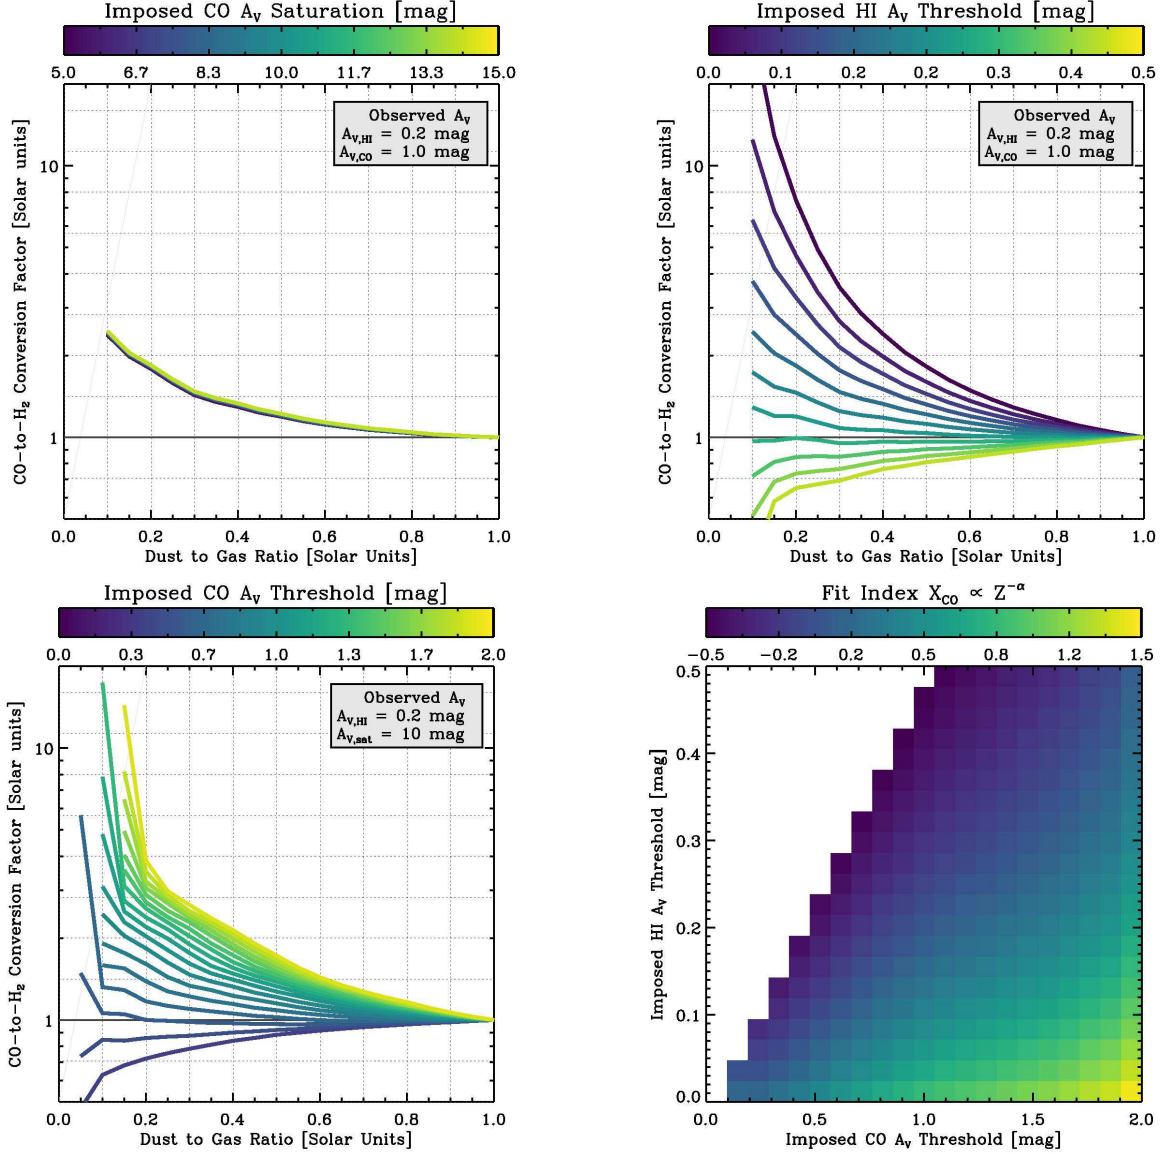 Imposed CO A_V Saturation [mag]
5.0 6.7 8.3 10.0 11.7 13.3 15.0
Observed A_V
A_V,HI = 0.2 mag
A_V,CO = 1.0 mag
10
1
CO-to-H₂ Conversion Factor [Solar units]
0.0 0.2 0.4 0.6 0.8 1.0
Dust to Gas Ratio [Solar Units]
Imposed HI A_V Threshold [mag]
0.0 0.1 0.2 0.2 0.3 0.4 0.5
Observed A_V
A_V,HI = 0.2 mag
A_V,CO = 1.0 mag
10
1
CO-to-H₂ Conversion Factor [Solar units]
0.0 0.2 0.4 0.6 0.8 1.0
Dust to Gas Ratio [Solar Units]
Imposed CO A_V Threshold [mag]
0.0 0.3 0.7 1.0 1.3 1.7 2.0
Observed A_V
A_V,HI = 0.2 mag
A_V,sat = 10 mag
10
1
CO-to-H₂ Conversion Factor [Solar units]
0.0 0.2 0.4 0.6 0.8 1.0
Dust to Gas Ratio [Solar Units]
Fit Index X_CO ∝ Z^−α
−0.5 −0.2 0.2 0.5 0.8 1.2 1.5
0.5
0.4
0.3
0.2
0.1
0.0
Imposed HI A_V Threshold [mag]
0.0 0.5 1.0 1.5 2.0
Imposed CO A_V Threshold [mag]